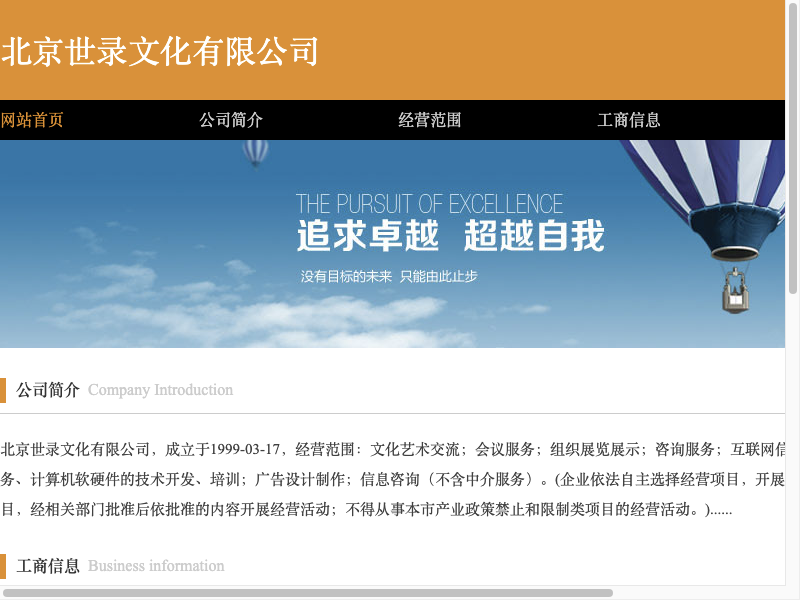 北京世录文化有限公司
网站首页 公司简介 经营范围 工商信息
THE PURSUIT OF EXCELLENCE
追求卓越 超越自我
没有目标的未来 只能由此止步
公司简介 Company Introduction
北京世录文化有限公司，成立于1999-03-17，经营范围：文化艺术交流；会议服务；组织展览展示；咨询服务；互联网信
务、计算机软硬件的技术开发、培训；广告设计制作；信息咨询（不含中介服务）。(企业依法自主选择经营项目，开展
目，经相关部门批准后依批准的内容开展经营活动；不得从事本市产业政策禁止和限制类项目的经营活动。)......
工商信息 Business information